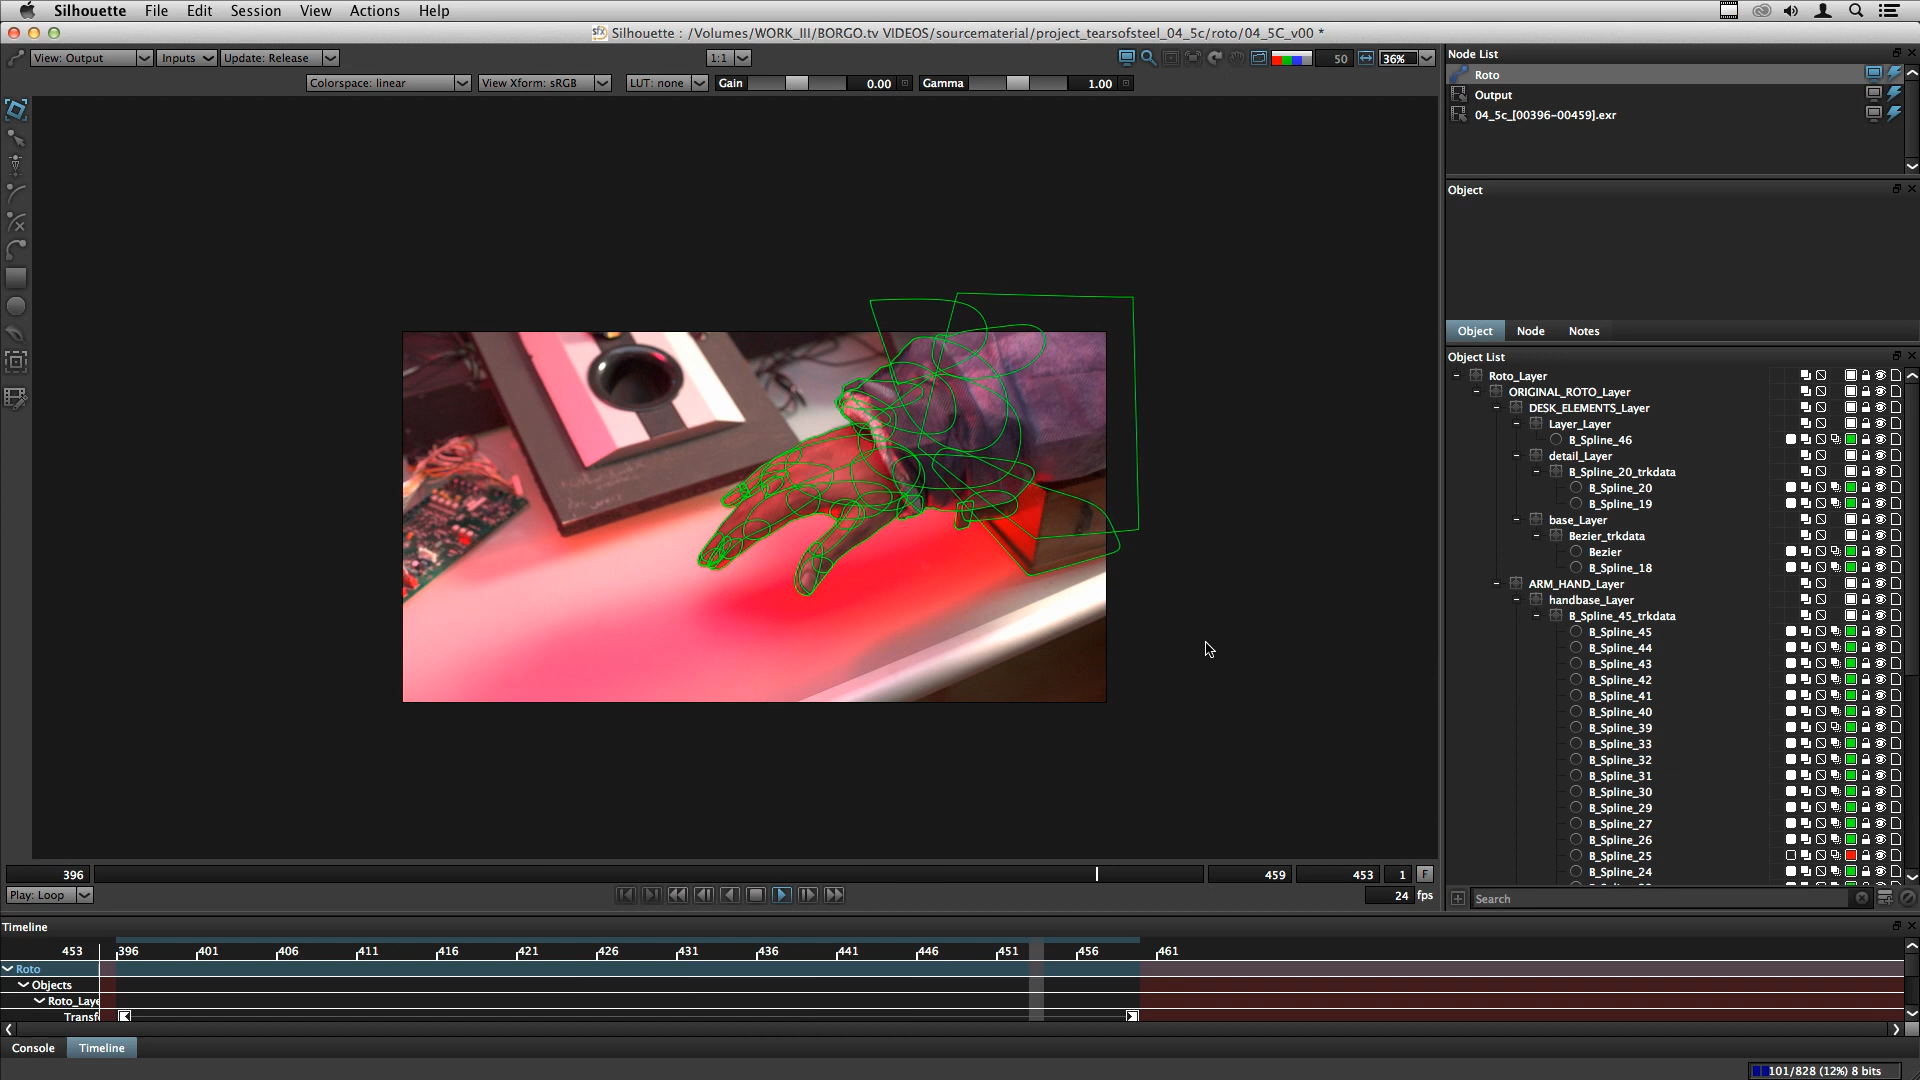 Silhouette File Edit Session View Actions Help
sfx Silhouette : /Volumes/WORK_III/BORGO.tv VIDEOS/sourcematerial/project_tearsofsteel_04_5c/roto/04_5C_v00 *
View: Output Inputs Update: Release 1:1 50 36%
Colorspace: linear View Xform: sRGB LUT: none Gain 0.00 Gamma 1.00
Node List
Roto
Output
04_5c_[00396-00459].exr
Object
Object Node Notes
Object List
Roto_Layer
ORIGINAL_ROTO_Layer
DESK_ELEMENTS_Layer
Layer_Layer
B_Spline_46
detail_Layer
B_Spline_20_trkdata
B_Spline_20
B_Spline_19
base_Layer
Bezier_trkdata
Bezier
B_Spline_18
ARM_HAND_Layer
handbase_Layer
B_Spline_45_trkdata
B_Spline_45
B_Spline_44
B_Spline_43
B_Spline_42
B_Spline_41
B_Spline_40
B_Spline_39
B_Spline_33
B_Spline_32
B_Spline_31
B_Spline_30
B_Spline_29
B_Spline_27
B_Spline_26
B_Spline_25
B_Spline_24
Search
396 459 453 1 F
Play: Loop 24 fps
Timeline
453 396 401 406 411 416 421 426 431 436 441 446 451 456 461
Roto
Objects
Roto_Laye
Transf
Console Timeline
101/828 (12%) 8 bits